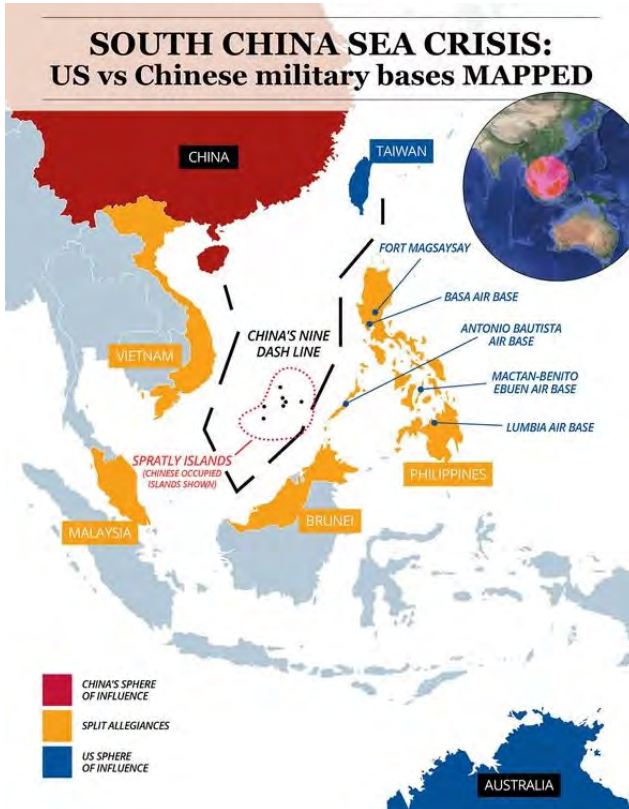 SOUTH CHINA SEA CRISIS:
US vs Chinese military bases MAPPED
CHINA
TAIWAN
FORT MAGSAYSAY
BASA AIR BASE
ANTONIO BAUTISTA
AIR BASE
MACTAN-BENITO
EBUEN AIR BASE
LUMBIA AIR BASE
PHILIPPINES
VIETNAM
CHINA'S NINE
DASH LINE
SPRATLY ISLANDS
(CHINESE OCCUPIED
ISLANDS SHOWN)
MALAYSIA
BRUNEI
CHINA'S SPHERE
OF INFLUENCE
SPLIT ALLEGIANCES
US SPHERE
OF INFLUENCE
AUSTRALIA